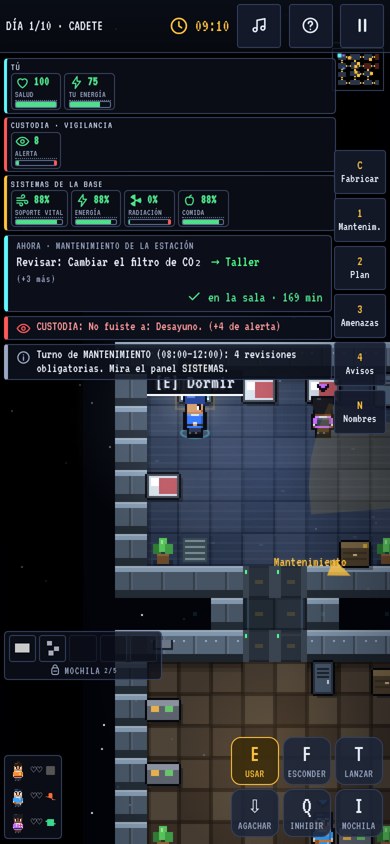 DÍA 1/10 · CADETE
09:10
TÚ
100
SALUD
75
TU ENERGÍA
CUSTODIA · VIGILANCIA
8
ALERTA
SISTEMAS DE LA BASE
88%
SOPORTE VITAL
88%
ENERGÍA
0%
RADIACIÓN
88%
COMIDA
C
Fabricar
1
Mantenim.
2
Plan
3
Amenazas
4
Avisos
N
Nombres
AHORA · MANTENIMIENTO DE LA ESTACIÓN
Revisar: Cambiar el filtro de CO₂ → Taller
(+3 más)
✓ en la sala · 169 min
CUSTODIA: No fuiste a: Desayuno. (+4 de alerta)
Turno de MANTENIMIENTO (08:00-12:00): 4 revisiones
obligatorias. Mira el panel SISTEMAS.
[E] Dormir
Mantenimiento
MOCHILA 2/5
E
USAR
F
ESCONDER
T
LANZAR
⇩
AGACHAR
Q
INHIBIR
I
MOCHILA